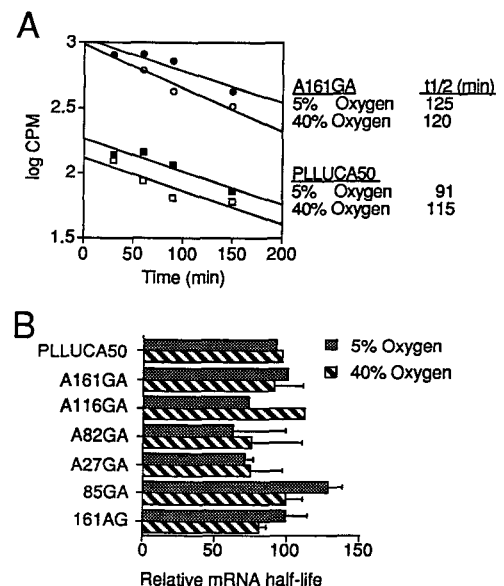 A
3
2.5
2
1.5
log CPM
0 50 100 150 200
Time (min)
A161GA t1/2 (min)
5% Oxygen 125
40% Oxygen 120
PLLUCA50
5% Oxygen 91
40% Oxygen 115
B
PLLUCA50
A161GA
A116GA
A82GA
A27GA
85GA
161AG
5% Oxygen
40% Oxygen
0 50 100 150
Relative mRNA half-life